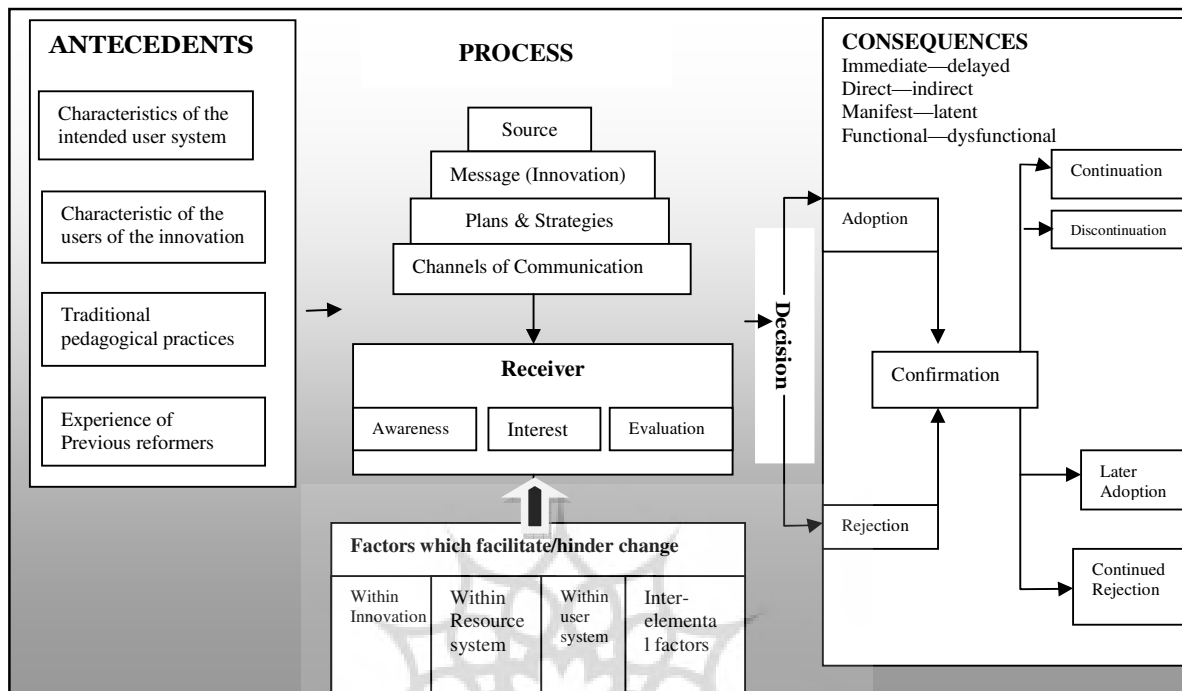 ANTECEDENTS
Characteristics of the
intended user system
Characteristic of the
users of the innovation
Traditional
pedagogical practices
Experience of
Previous reformers
PROCESS
Source
Message (Innovation)
Plans & Strategies
Channels of Communication
Receiver
Awareness
Interest
Evaluation
Factors which facilitate/hinder change
Within
Innovation
Within
Resource
system
Within
user
system
Inter-
elementa
l factors
Decision
CONSEQUENCES
Immediate—delayed
Direct—indirect
Manifest—latent
Functional—dysfunctional
Adoption
Rejection
Confirmation
Continuation
Discontinuation
Later
Adoption
Continued
Rejection